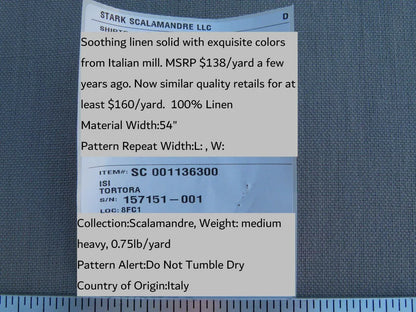 STARK SCALAMANDRE LLC
D
Soothing linen solid with exquisite colors
from Italian mill. MSRP $138/yard a few
years ago. Now similar quality retails for at
least $160/yard.  100% Linen
Material Width:54"
Pattern Repeat Width:L: , W:
ITEM#: SC 001136300
ISI
TORTORA
S/N: 157151-001
LOC: 8FC1
Collection:Scalamandre, Weight: medium
heavy, 0.75lb/yard
Pattern Alert:Do Not Tumble Dry
Country of Origin:Italy